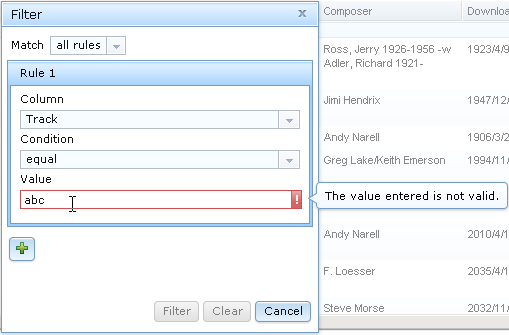 Filter
x
Match all rules
Rule 1
Column
Track
Condition
equal
Value
abc
!
The value entered is not valid.
Filter Clear Cancel
Composer Downloa
Ross, Jerry 1926-1956 -w 1923/4/9
Adler, Richard 1921-
Jimi Hendrix 1947/12/
Andy Narell 1906/3/2
Greg Lake/Keith Emerson 1994/11/
Andy Narell 2010/4/1
F. Loesser 2035/4/1
Steve Morse 2032/11/